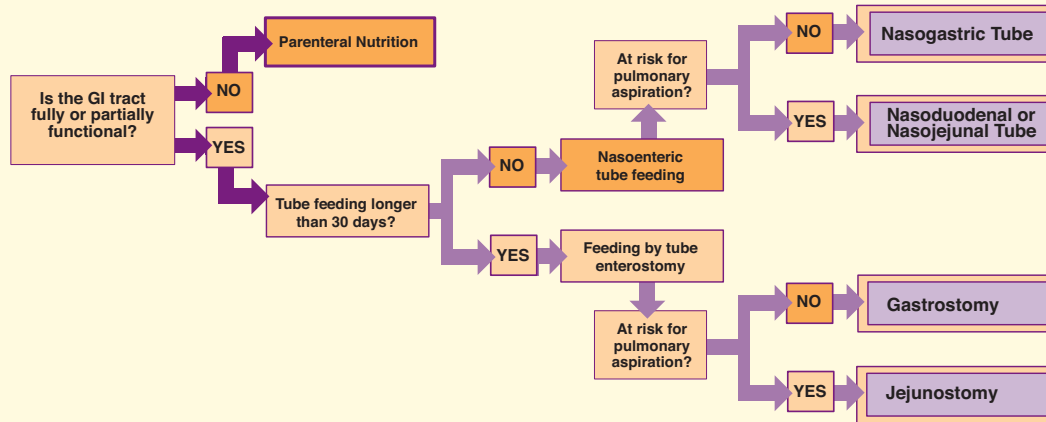 Is the GI tract
fully or partially
functional?
NO
Parenteral Nutrition
YES
Tube feeding longer
than 30 days?
NO
Nasoenteric
tube feeding
At risk for
pulmonary
aspiration?
NO
Nasogastric Tube
YES
Nasoduodenal or
Nasojejunal Tube
YES
Feeding by tube
enterostomy
At risk for
pulmonary
aspiration?
NO
Gastrostomy
YES
Jejunostomy